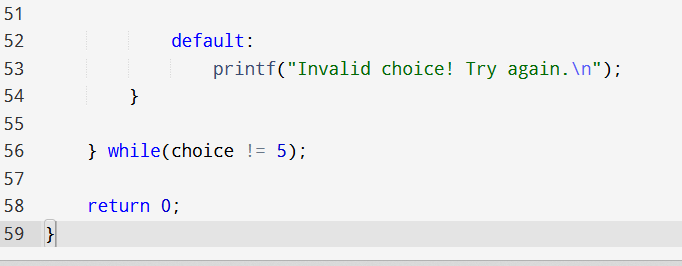 51
52 default:
53 printf("Invalid choice! Try again.\n");
54 }
55
56 } while(choice != 5);
57
58 return 0;
59 }